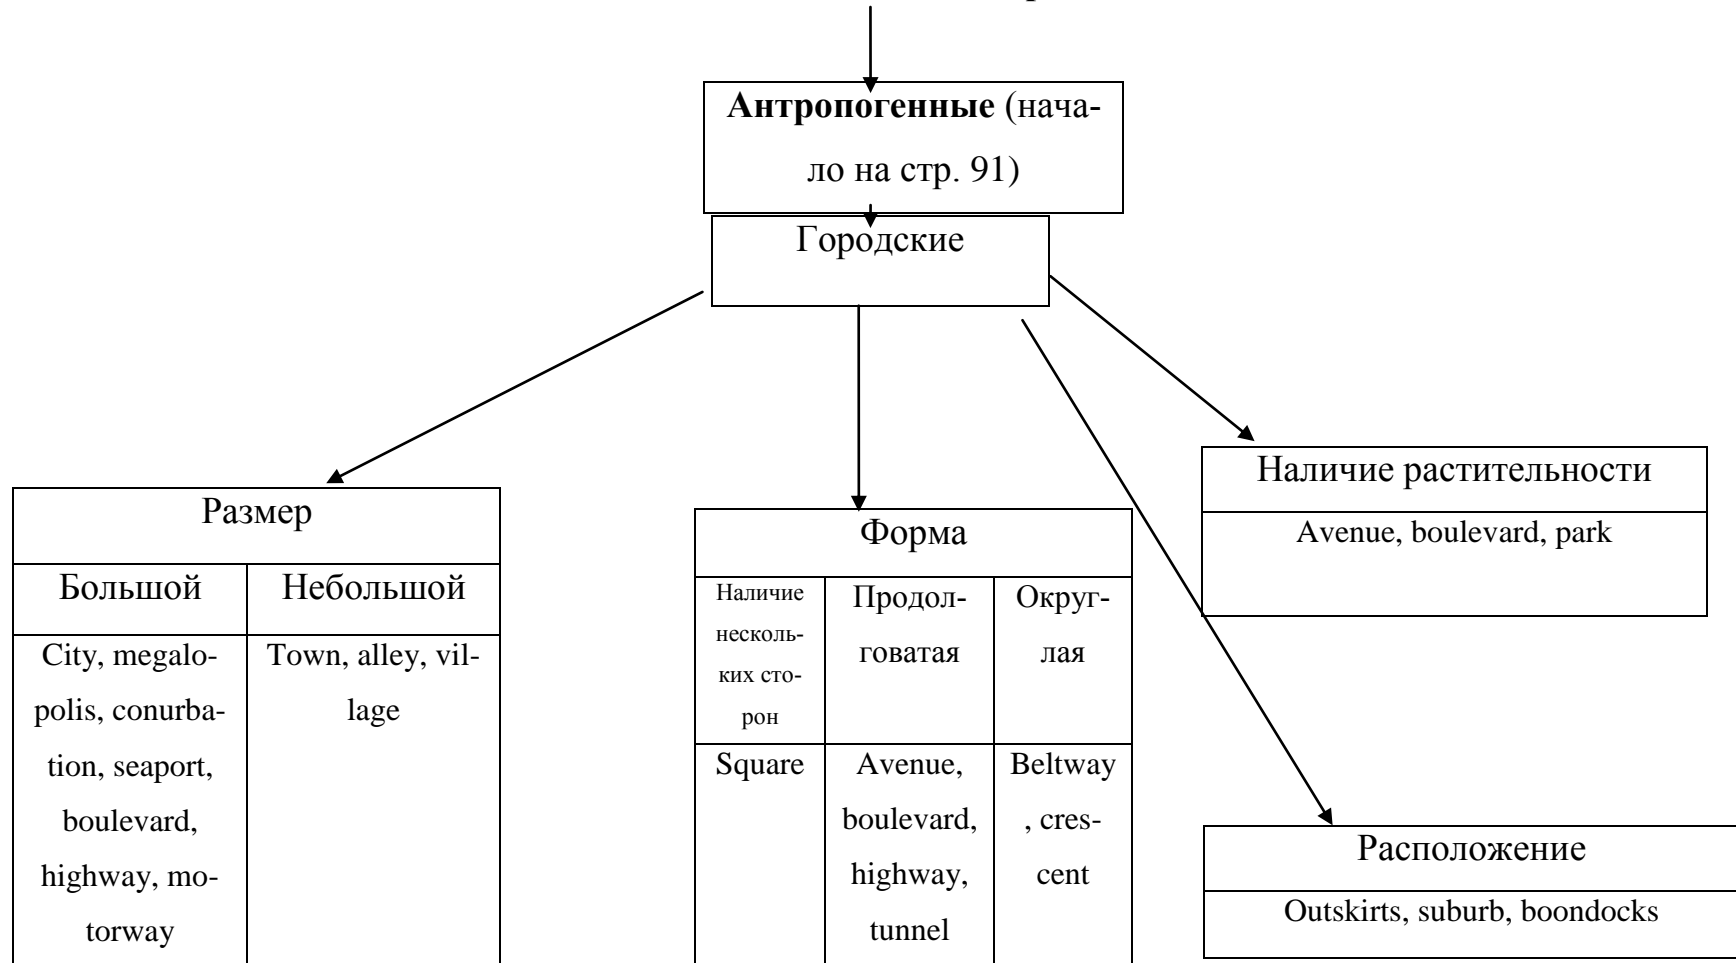 Антропогенные (нача-
ло на стр. 91)
Городские
Размер
Большой
Небольшой
City, megalo-
polis, conurba-
tion, seaport,
boulevard,
highway, mo-
torway
Town, alley, vil-
lage
Форма
Наличие
несколь-
ких сто-
рон
Продол-
говатая
Округ-
лая
Square
Avenue,
boulevard,
highway,
tunnel
Beltway
, cres-
cent
Наличие растительности
Avenue, boulevard, park
Расположение
Outskirts, suburb, boondocks